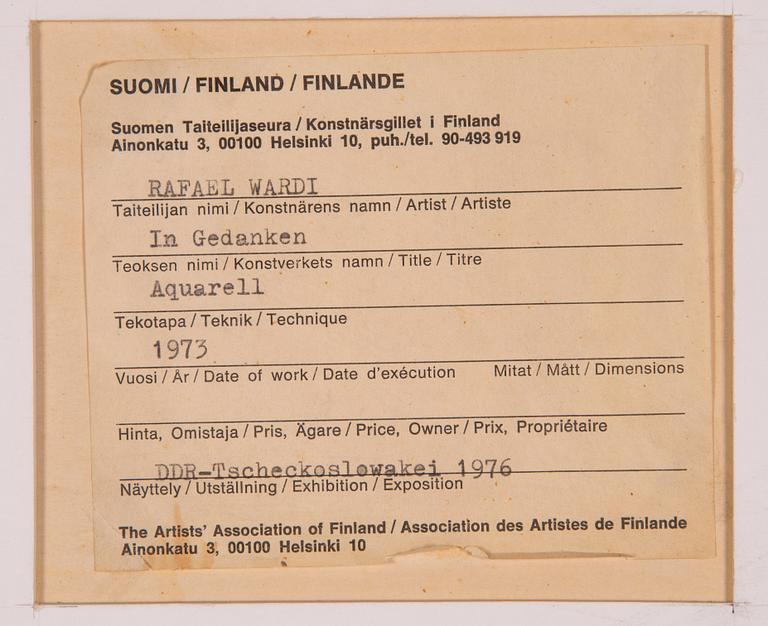 SUOMI / FINLAND / FINLANDE
Suomen Taiteilijaseura / Konstnärsgillet i Finland
Ainonkatu 3, 00100 Helsinki 10, puh./tel. 90-493 919
RAFAEL WARDI
Taiteilijan nimi / Konstnärens namn / Artist / Artiste
In Gedanken
Teoksen nimi / Konstverkets namn / Title / Titre
Aquarell
Tekotapa / Teknik / Technique
1973
Vuosi / År / Date of work / Date d'exécution Mitat / Mått / Dimensions
Hinta, Omistaja / Pris, Ägare / Price, Owner / Prix, Propriétaire
DDR-Tscheckoslowakei 1976
Näyttely / Utställning / Exhibition / Exposition
The Artists' Association of Finland / Association des Artistes de Finlande
Ainonkatu 3, 00100 Helsinki 10